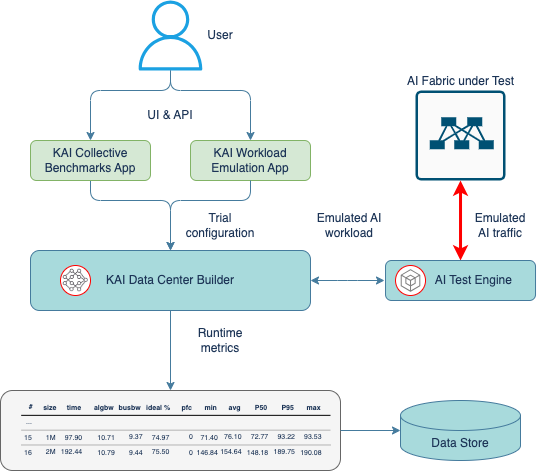 User
AI Fabric under Test
UI & API
KAI Collective
Benchmarks App
KAI Workload
Emulation App
Trial
configuration
Emulated AI
workload
Emulated
AI traffic
KAI Data Center Builder
AI Test Engine
Runtime
metrics
# size time algbw busbw ideal % pfc min avg P50 P95 max
...
15 1M 97.90 10.71 9.37 74.97 0 71.40 76.10 72.77 93.22 93.53
16 2M 192.44 10.79 9.44 75.50 0 146.84 154.64 148.18 189.75 190.08
Data Store